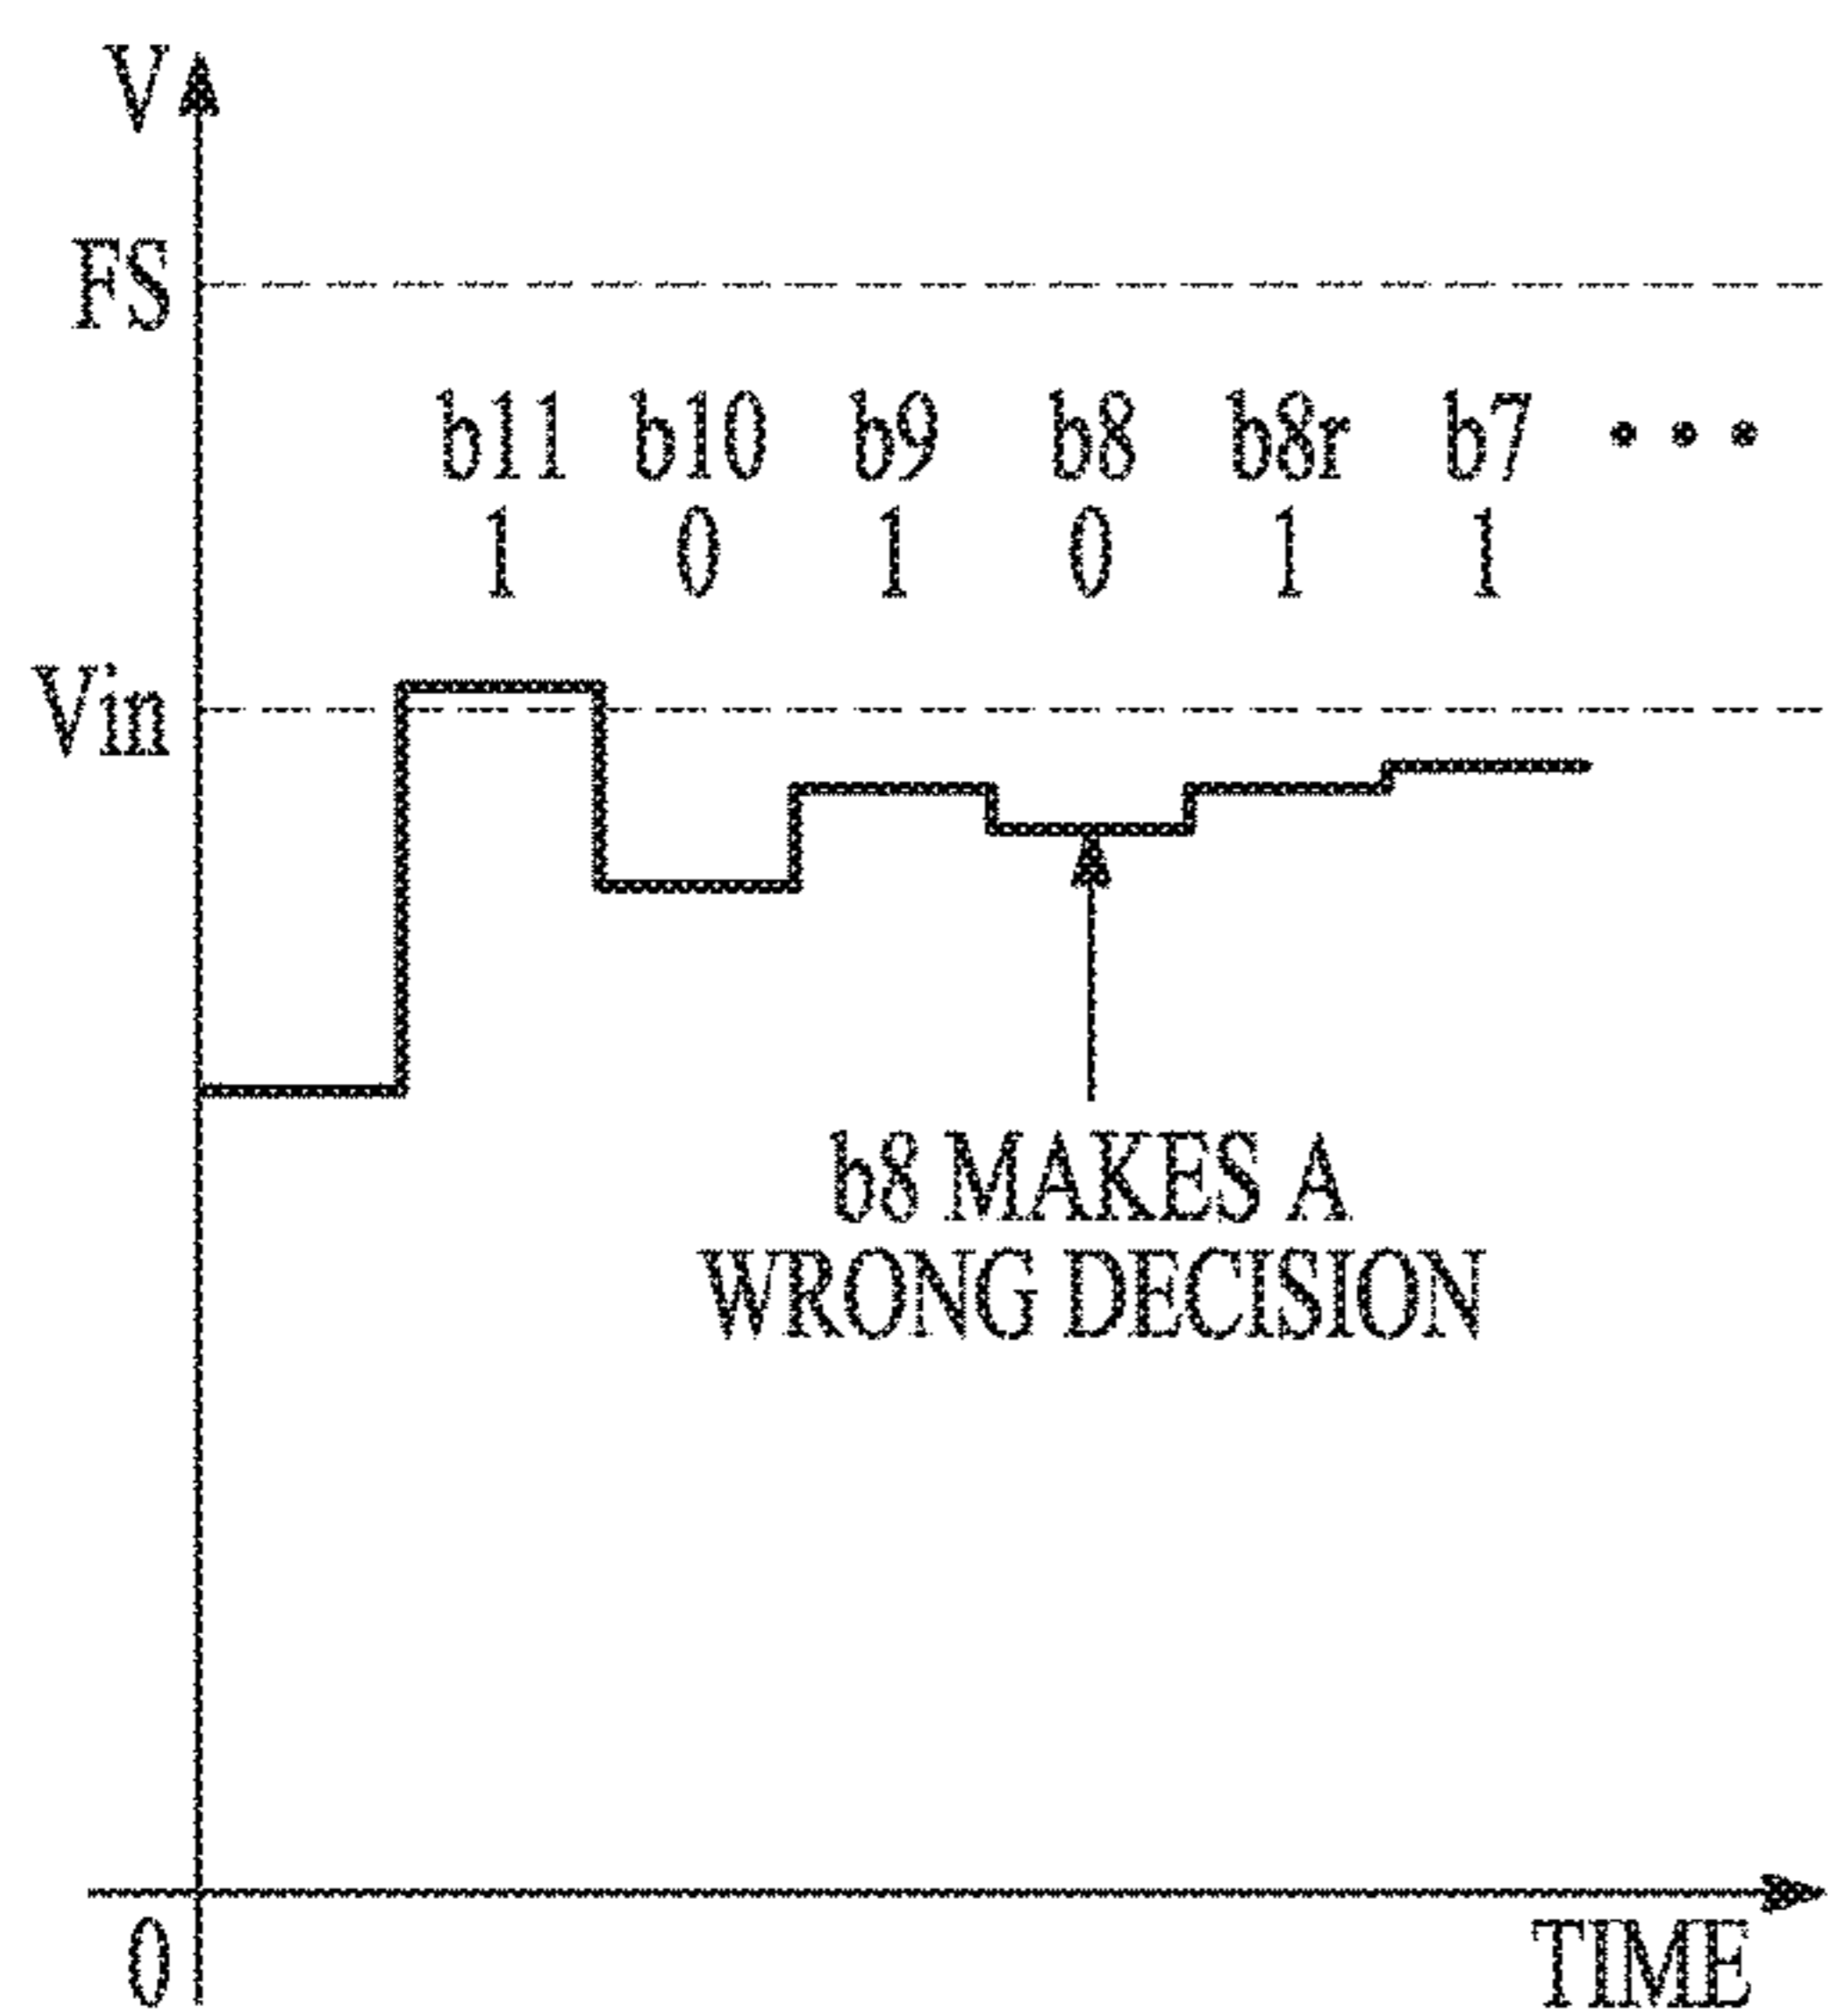 V
FS
b11 b10 b9 b8 b8r b7 •••
1 0 1 0 1 1
Vin
b8 MAKES A
WRONG DECISION
0
TIME